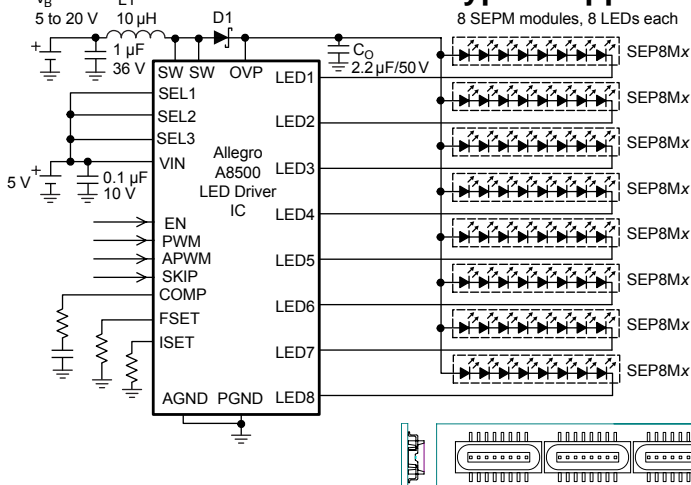 V_B
5 to 20 V
10 µH
D1
8 SEPM modules, 8 LEDs each
+
1 µF
36 V
C_O
2.2 µF/50 V
SW SW OVP
SEL1
SEL2
SEL3
VIN
5 V
+
0.1 µF
10 V
EN
PWM
APWM
SKIP
COMP
FSET
ISET
AGND PGND
Allegro
A8500
LED Driver
IC
LED1
LED2
LED3
LED4
LED5
LED6
LED7
LED8
SEP8Mx
SEP8Mx
SEP8Mx
SEP8Mx
SEP8Mx
SEP8Mx
SEP8Mx
SEP8Mx